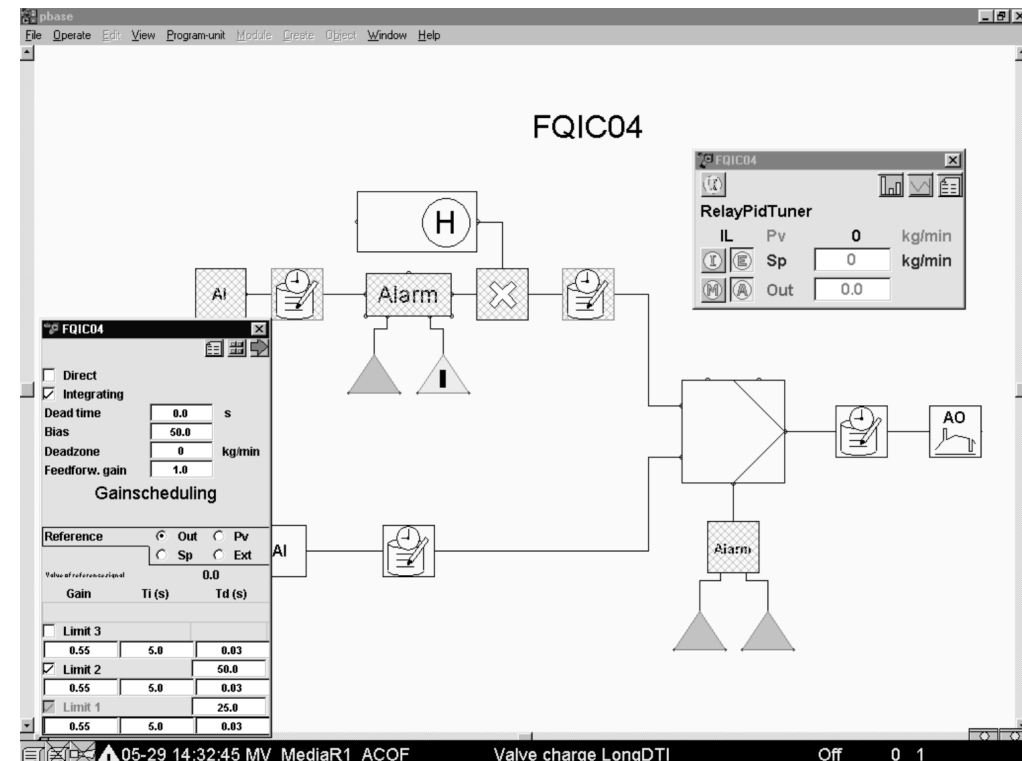 pbase
File Operate Edit View Program-unit Module Create Object Window Help
FQIC04
FQIC04
RelayPidTuner
IL Pv 0 kg/min
I E Sp 0 kg/min
M A Out 0.0
H
AI
Alarm
AO
Alarm
AI
FQIC04
Direct
Integrating
Dead time 0.0 s
Bias 50.0
Deadzone 0 kg/min
Feedforw. gain 1.0
Gainscheduling
Reference Out Pv
Sp Ext
Value of reference signal 0.0
Gain Ti (s) Td (s)
Limit 3
0.55 5.0 0.03
Limit 2 50.0
0.55 5.0 0.03
Limit 1 25.0
0.55 5.0 0.03
05-29 14:32:45 MV MediaR1 ACOF Valve charge LongDTI Off 0 1